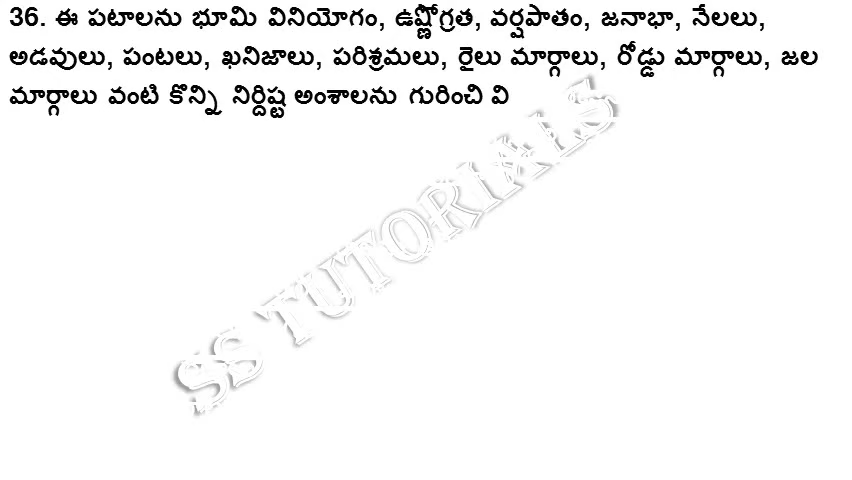 36. ఈ పటాలను భూమి వినియోగం, ఉష్ణోగ్రత, వర్షపాతం, జనాభా, నేలలు,
అడవులు, పంటలు, ఖనిజాలు, పరిశ్రమలు, రైలు మార్గాలు, రోడ్డు మార్గాలు, జల
మార్గాలు వంటి కొన్ని నిర్దిష్ట అంశాలను గురించి వి
SS TUTORIALS